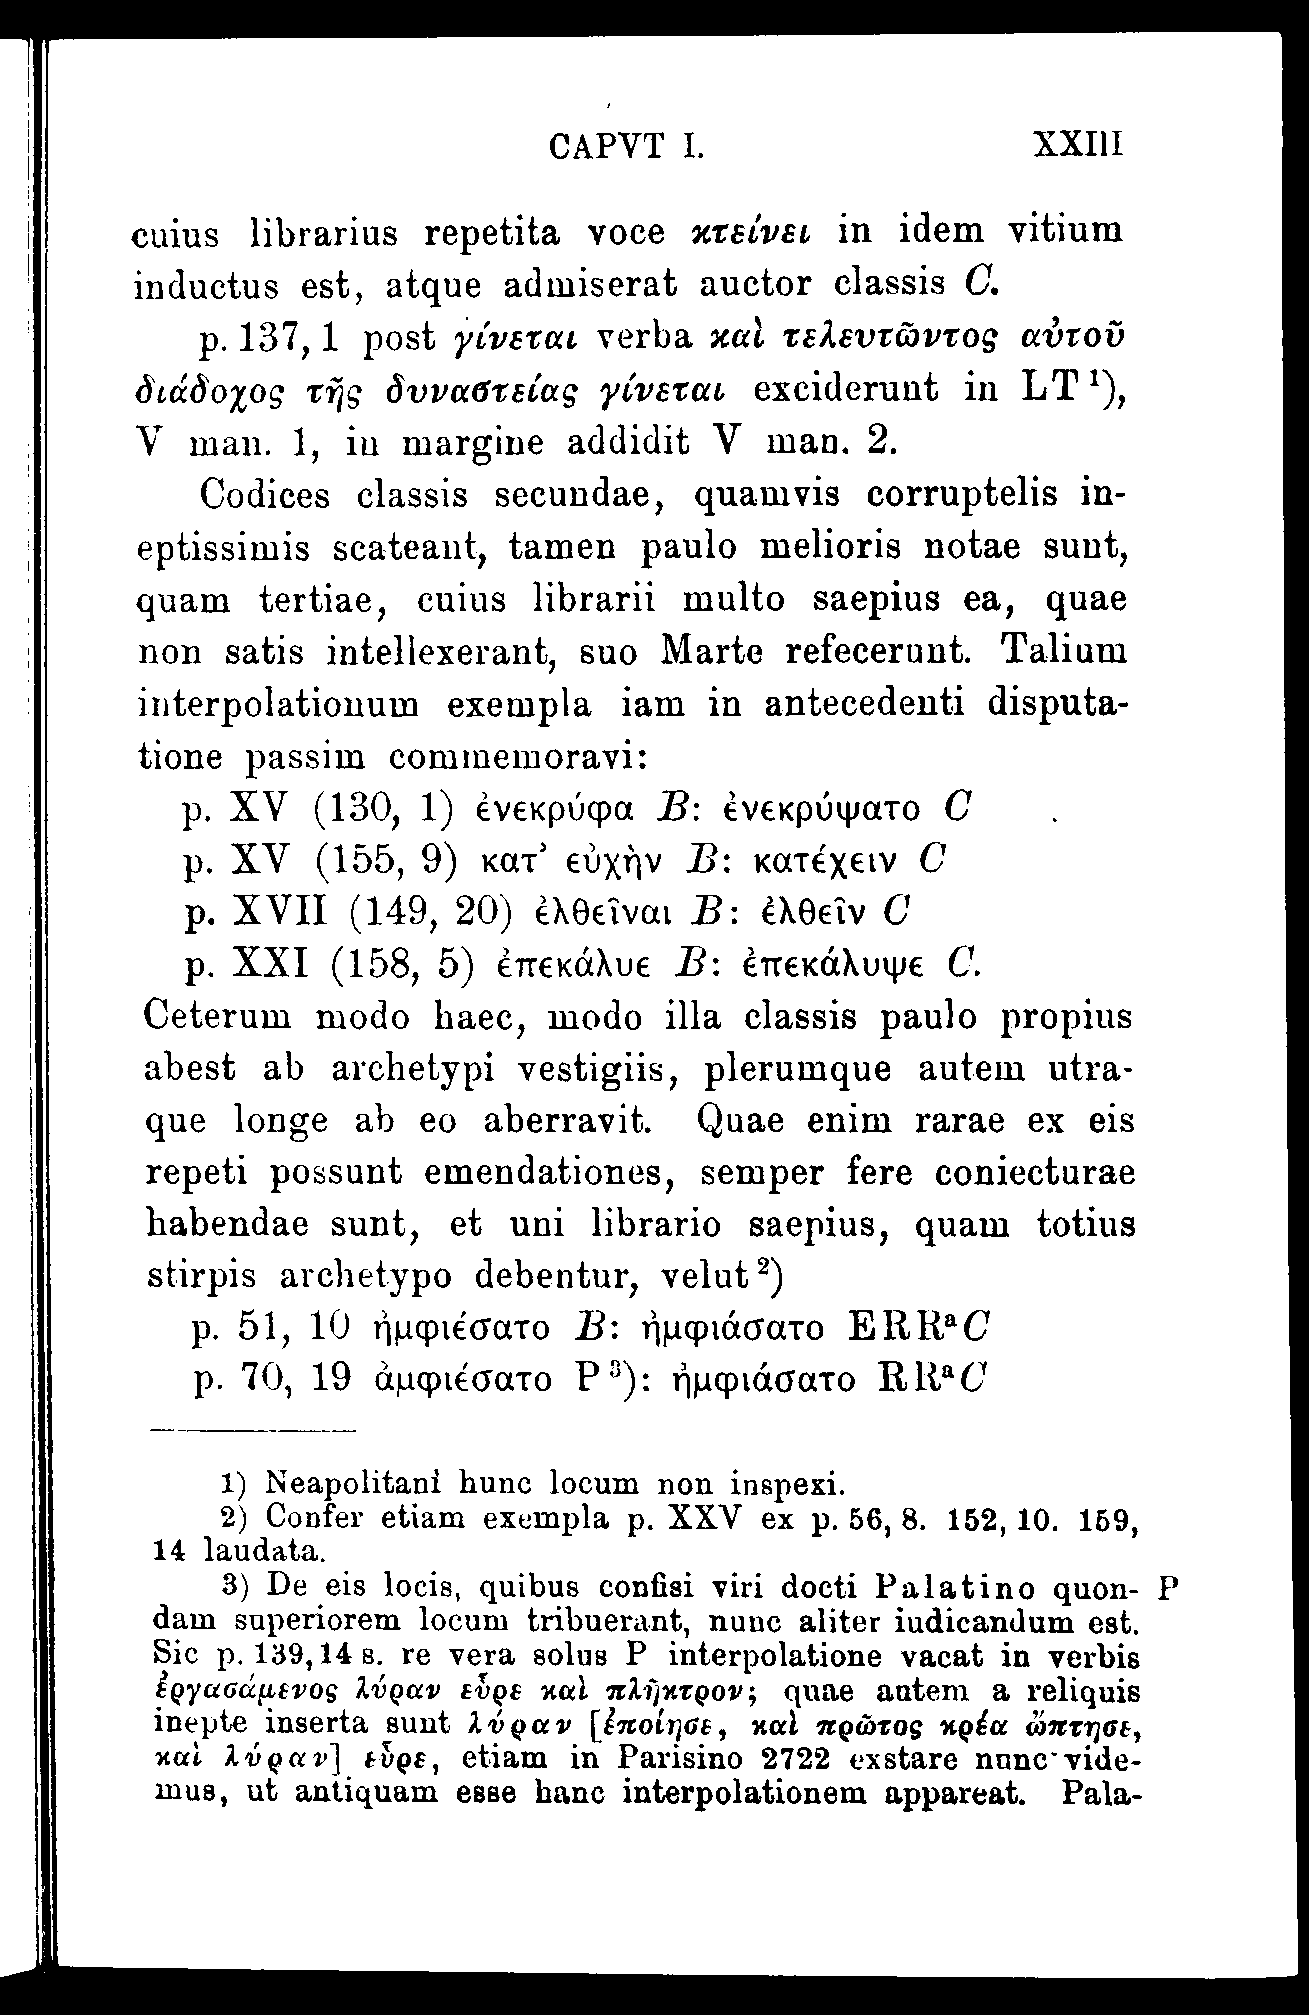 CAPVT I. XXIII
cuius librarius repetita voce κτείνει in idem vitium
inductus est, atque admiserat auctor classis C.
p. 137, 1 post γίνεται verba καὶ τελευτῶντος αὐτοῦ
διάδοχος τῆς δυναστείας γίνεται exciderunt in LT ¹),
V man. 1, in margine addidit V man. 2.
Codices classis secundae, quamvis corruptelis in-
eptissimis scateant, tamen paulo melioris notae sunt,
quam tertiae, cuius librarii multo saepius ea, quae
non satis intellexerant, suo Marte refecerunt. Talium
interpolationum exempla iam in antecedenti disputa-
tione passim commemoravi:
p. XV (130, 1) ἐνεκρύφα B: ἐνεκρύψατο C
p. XV (155, 9) κατ’ εὐχὴν B: κατέχειν C
p. XVII (149, 20) ἐλθεῖναι B: ἐλθεῖν C
p. XXI (158, 5) ἐπεκάλυε B: ἐπεκάλυψε C.
Ceterum modo haec, modo illa classis paulo propius
abest ab archetypi vestigiis, plerumque autem utra-
que longe ab eo aberravit. Quae enim rarae ex eis
repeti possunt emendationes, semper fere coniecturae
habendae sunt, et uni librario saepius, quam totius
stirpis archetypo debentur, velut ²)
p. 51, 10 ἠμφιέσατο B: ἠμφιάσατο ERRᵃC
p. 70, 19 ἀμφιέσατο P ³): ἠμφιάσατο RRᵃC
1) Neapolitani hunc locum non inspexi.
2) Confer etiam exempla p. XXV ex p. 56, 8. 152, 10. 159,
14 laudata.
3) De eis locis, quibus confisi viri docti Palatino quon- P
dam superiorem locum tribuerant, nunc aliter iudicandum est.
Sic p. 139, 14 s. re vera solus P interpolatione vacat in verbis
ἐργασάμενος λύραν εὗρε καὶ πλῆκτρον; quae autem a reliquis
inepte inserta sunt λύραν [ἐποίησε, καὶ πρῶτος κρέα ὤπτησε,
καὶ λύραν] εὗρε, etiam in Parisino 2722 exstare nunc vide-
mus, ut antiquam esse hanc interpolationem appareat. Pala-